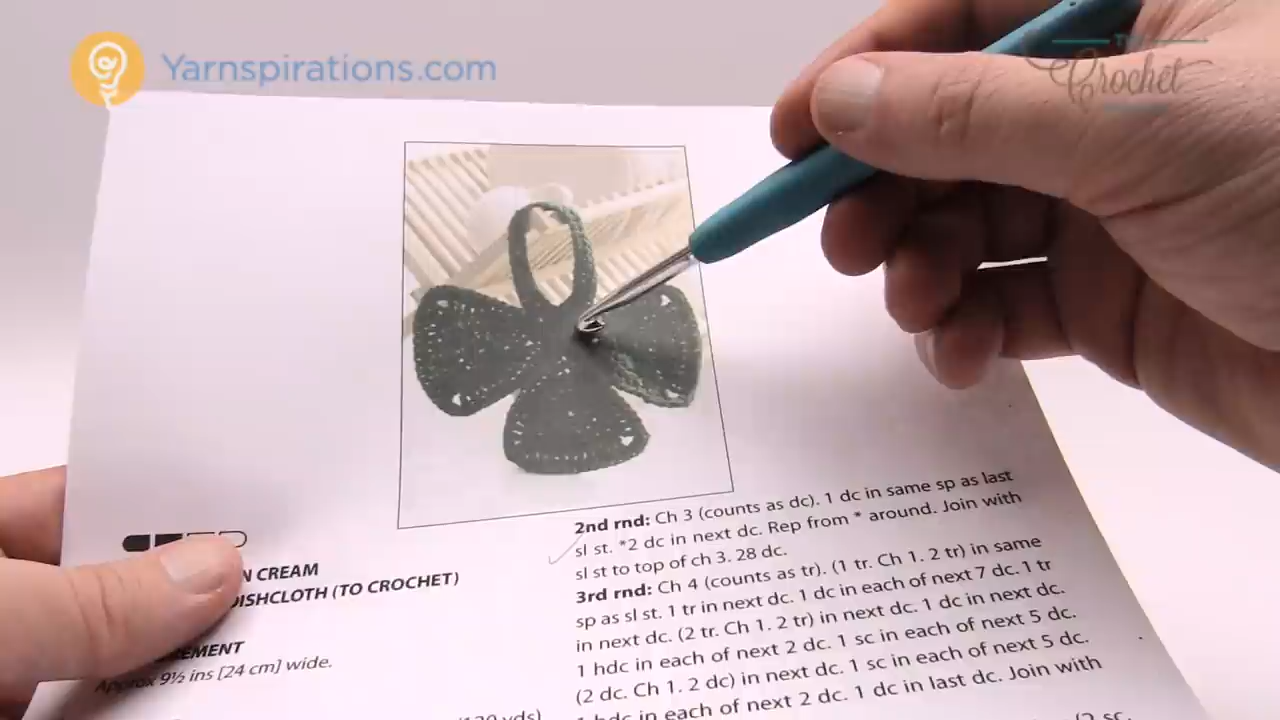 Yarnspirations.com
Crochet
N CREAM
DISHCLOTH (TO CROCHET)
REMENT
Approx 9½ ins [24 cm] wide.
(120 yds)
2nd rnd: Ch 3 (counts as dc). 1 dc in same sp as last
sl st. *2 dc in next dc. Rep from * around. Join with
sl st to top of ch 3. 28 dc.
3rd rnd: Ch 4 (counts as tr). (1 tr. Ch 1. 2 tr) in same
sp as sl st. 1 tr in next dc. 1 dc in each of next 7 dc. 1 tr
in next dc. (2 tr. Ch 1. 2 tr) in next dc. 1 dc in next dc.
1 hdc in each of next 2 dc. 1 sc in each of next 5 dc.
(2 dc. Ch 1. 2 dc) in next dc. 1 sc in each of next 5 dc.
1 hdc in each of next 2 dc. 1 dc in last dc. Join with
(2 sc.